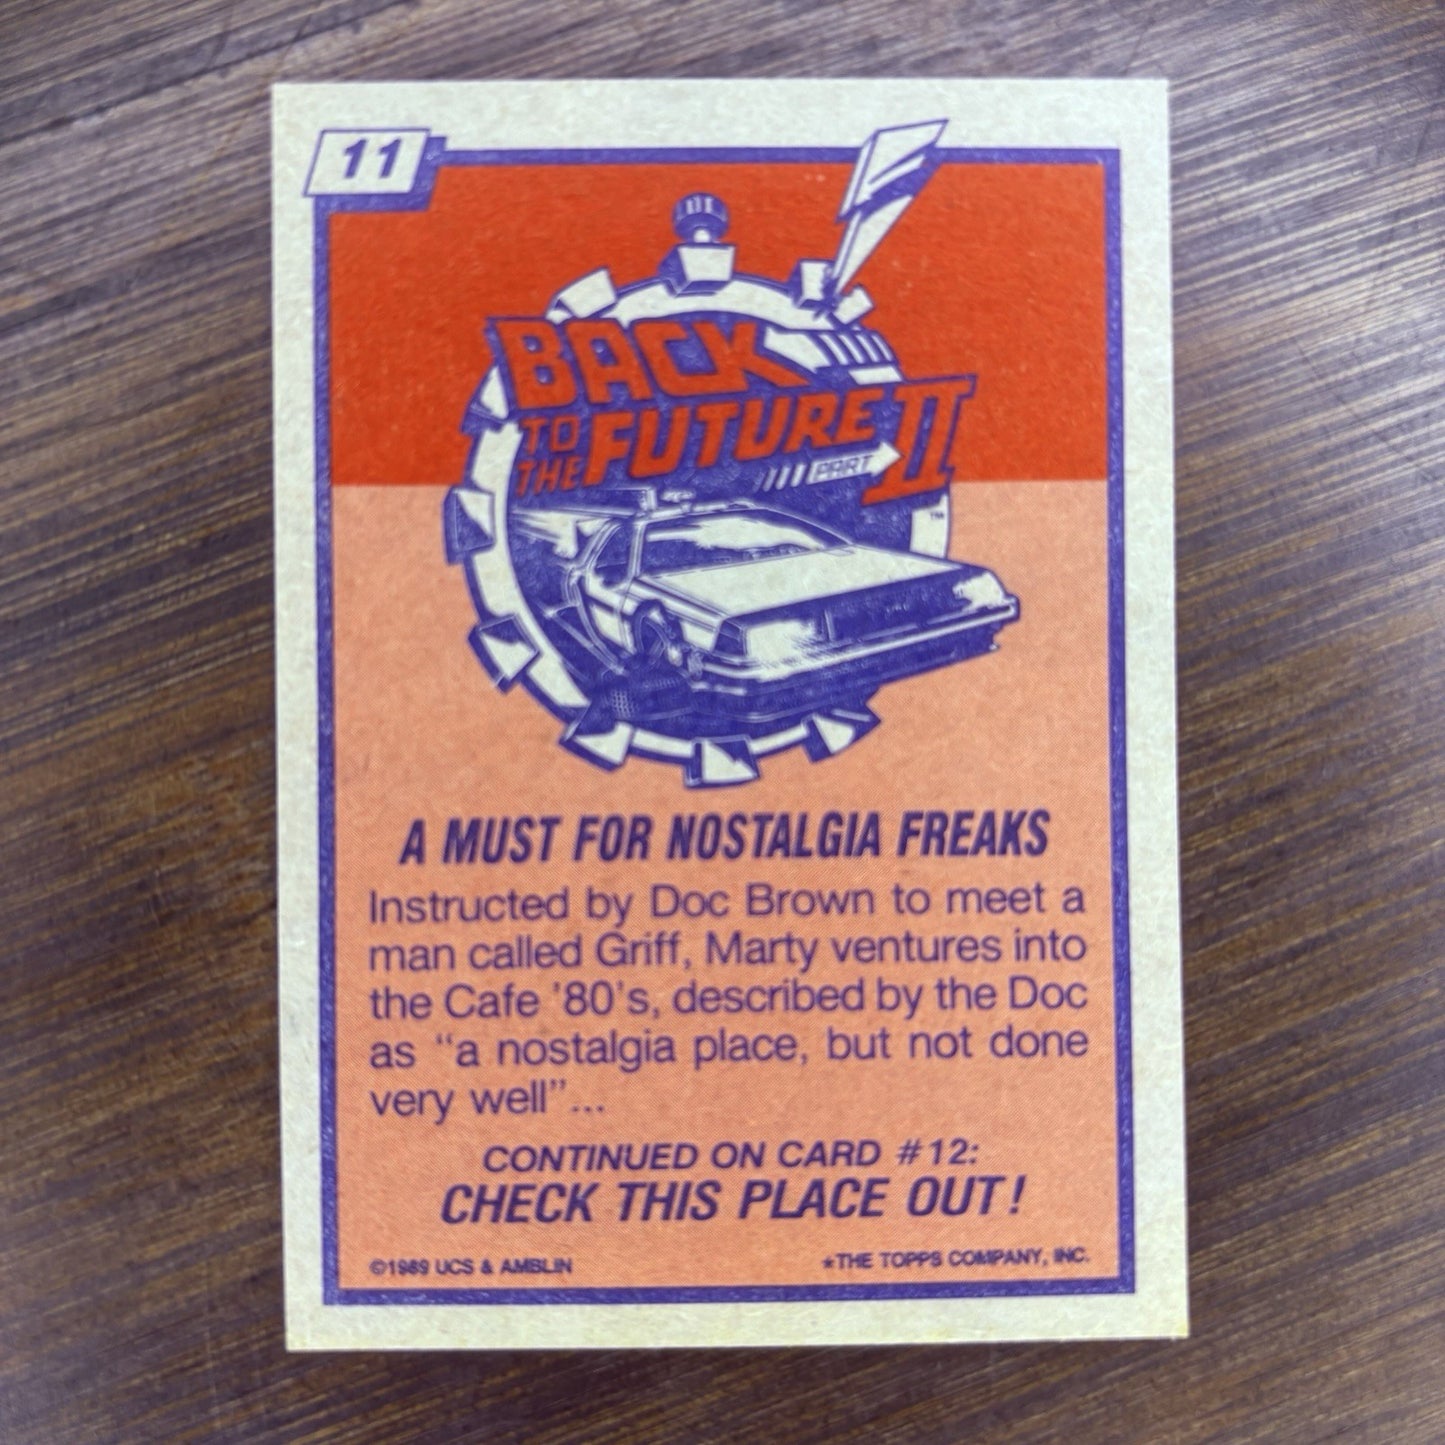 11
BACK
TO THE FUTURE II
PART
TM
A MUST FOR NOSTALGIA FREAKS
Instructed by Doc Brown to meet a
man called Griff, Marty ventures into
the Cafe '80's, described by the Doc
as “a nostalgia place, but not done
very well”...
CONTINUED ON CARD #12:
CHECK THIS PLACE OUT!
©1989 UCS & AMBLIN
★THE TOPPS COMPANY, INC.